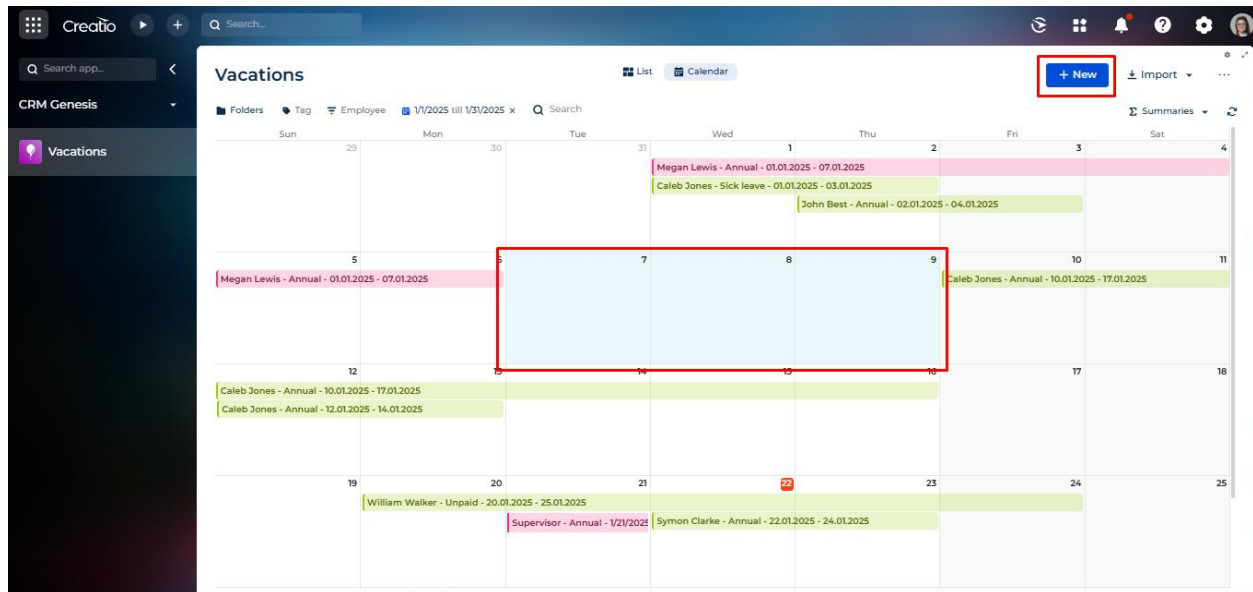 Creatio
Search...
Search app...
CRM Genesis
Vacations
Vacations
List
Calendar
+ New
Import
Folders
Tag
Employee
1/1/2025 till 1/31/2025 ×
Search
Σ Summaries
Sun Mon Tue Wed Thu Fri Sat
29 30 31 1 2 3 4
Megan Lewis - Annual - 01.01.2025 - 07.01.2025
Caleb Jones - Sick leave - 01.01.2025 - 03.01.2025
John Best - Annual - 02.01.2025 - 04.01.2025
5 6 7 8 9 10 11
Megan Lewis - Annual - 01.01.2025 - 07.01.2025
Caleb Jones - Annual - 10.01.2025 - 17.01.2025
12 13 14 15 16 17 18
Caleb Jones - Annual - 10.01.2025 - 17.01.2025
Caleb Jones - Annual - 12.01.2025 - 14.01.2025
19 20 21 22 23 24 25
William Walker - Unpaid - 20.01.2025 - 25.01.2025
Supervisor - Annual - 1/21/2025
Symon Clarke - Annual - 22.01.2025 - 24.01.2025